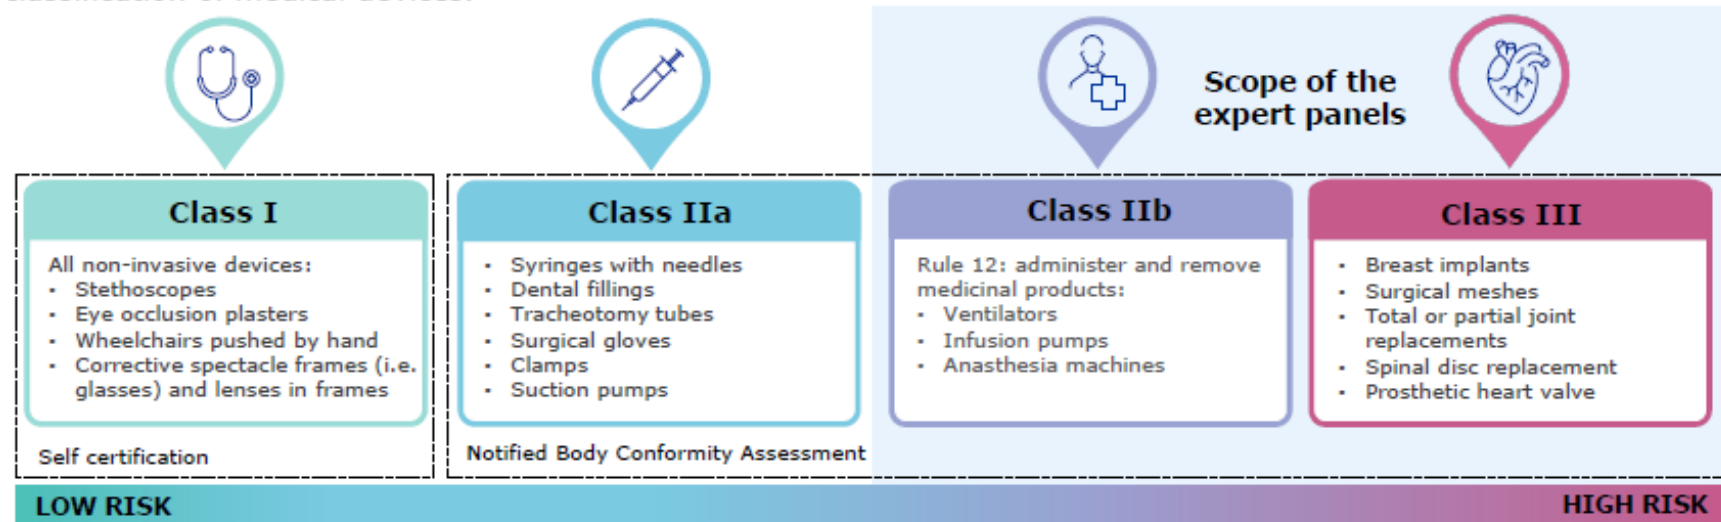 classification of medical devices.
Scope of the
expert panels
Class I
All non-invasive devices:
• Stethoscopes
• Eye occlusion plasters
• Wheelchairs pushed by hand
• Corrective spectacle frames (i.e.
glasses) and lenses in frames
Self certification
Class IIa
• Syringes with needles
• Dental fillings
• Tracheotomy tubes
• Surgical gloves
• Clamps
• Suction pumps
Notified Body Conformity Assessment
Class IIb
Rule 12: administer and remove
medicinal products:
• Ventilators
• Infusion pumps
• Anasthesia machines
Class III
• Breast implants
• Surgical meshes
• Total or partial joint
replacements
• Spinal disc replacement
• Prosthetic heart valve
LOW RISK
HIGH RISK